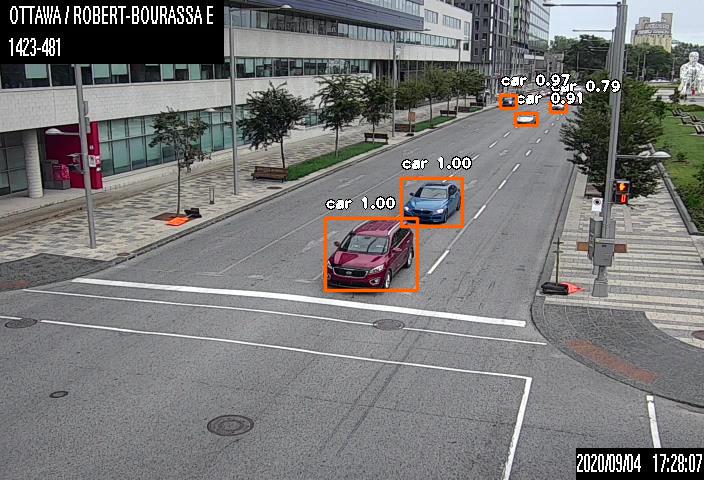 OTTAWA / ROBERT-BOURASSA E
1423-481
car 0.97
car 0.79
car 0.91
car 1.00
car 1.00
2020/09/04 17:28:07